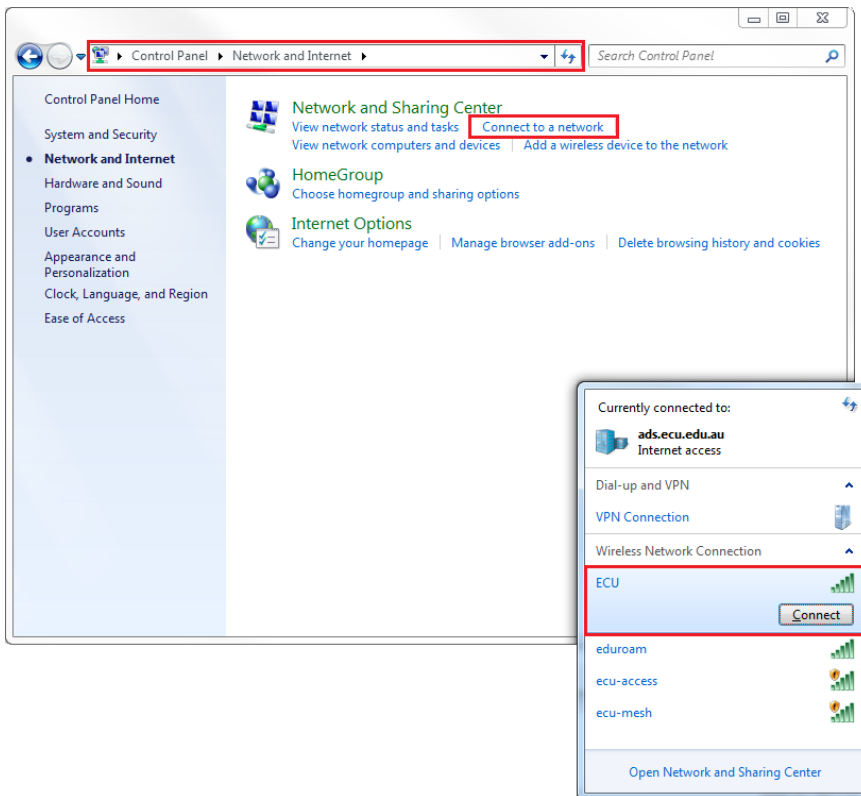 Control Panel Network and Internet Search Control Panel
Control Panel Home
System and Security
Network and Internet
Hardware and Sound
Programs
User Accounts
Appearance and
Personalization
Clock, Language, and Region
Ease of Access
Network and Sharing Center
View network status and tasks Connect to a network
View network computers and devices Add a wireless device to the network
HomeGroup
Choose homegroup and sharing options
Internet Options
Change your homepage Manage browser add-ons Delete browsing history and cookies
Currently connected to:
ads.ecu.edu.au
Internet access
Dial-up and VPN
VPN Connection
Wireless Network Connection
ECU
Connect
eduroam
ecu-access
ecu-mesh
Open Network and Sharing Center